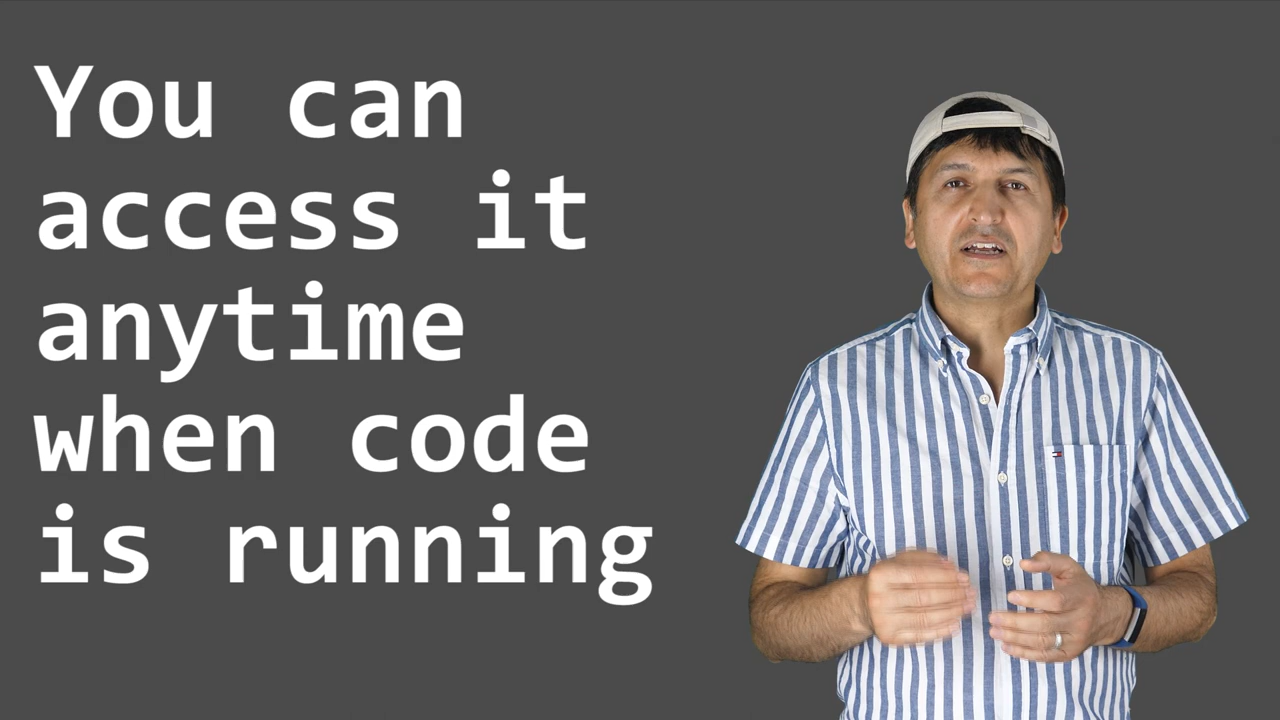 You can
access it
anytime
when code
is running